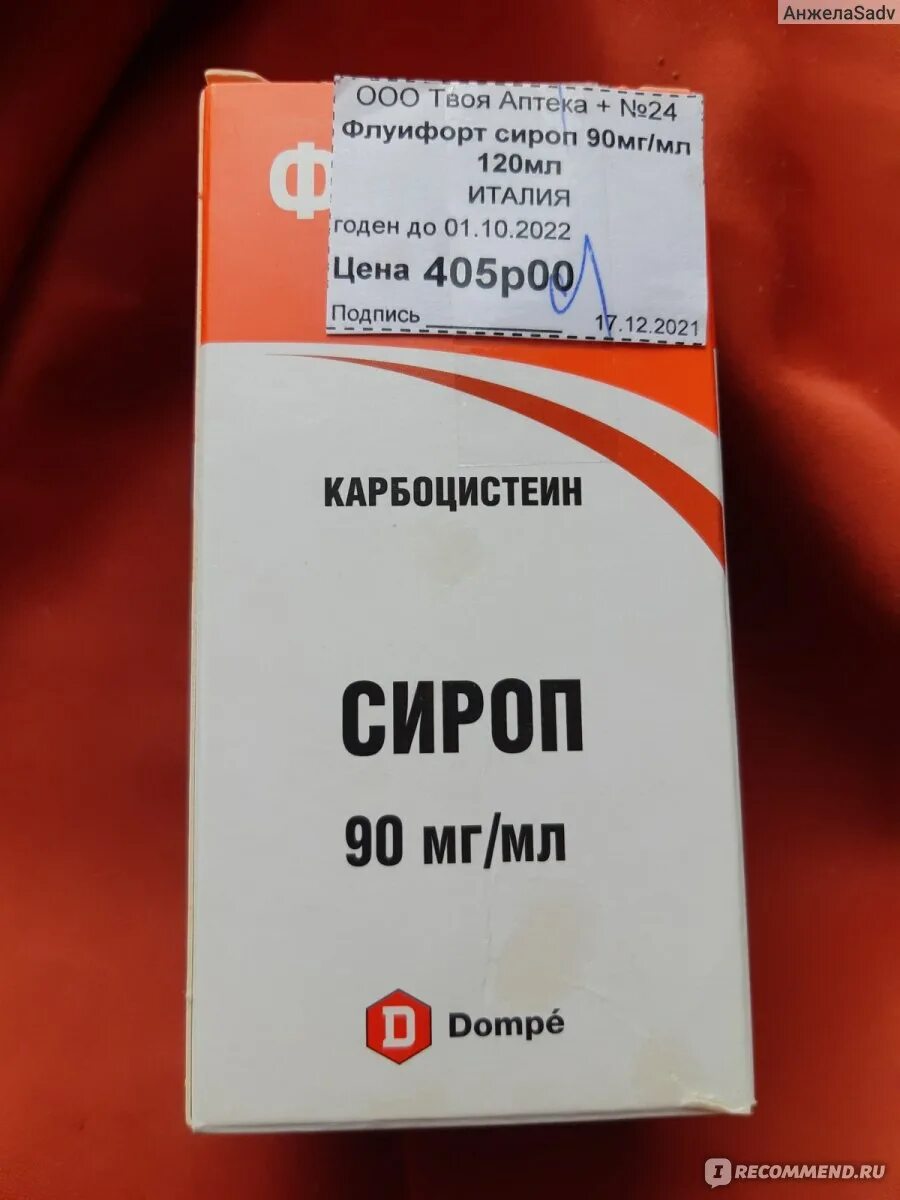 АнжелаSadv
ООО Твоя Аптека + №24
Флуифорт сироп 90мг/мл
120мл
ИТАЛИЯ
годен до 01.10.2022
Цена 405р00
Подпись __________ 17.12.2021
Ф
КАРБОЦИСТЕИН
СИРОП
90 мг/мл
D Dompé
IRECOMMEND.RU